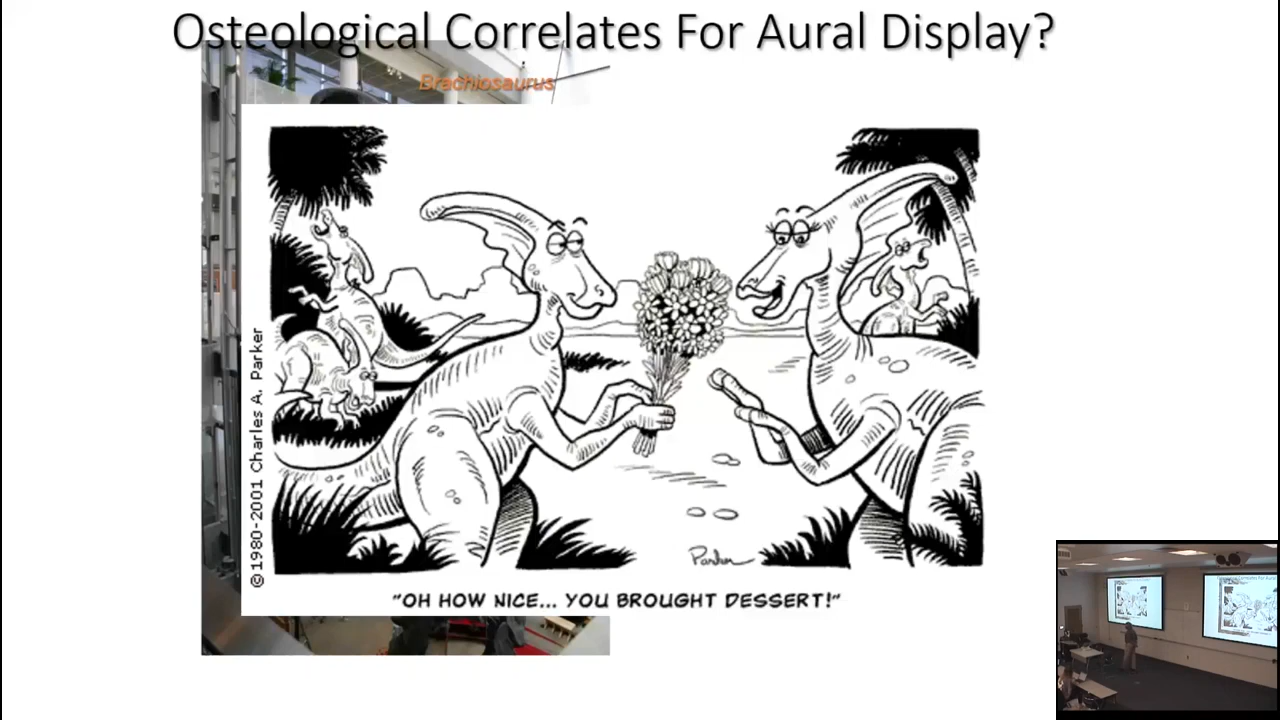 Osteological Correlates For Aural Display?
Brachiosaurus
©1980-2001 Charles A. Parker
Parker
"OH HOW NICE... YOU BROUGHT DESSERT!"